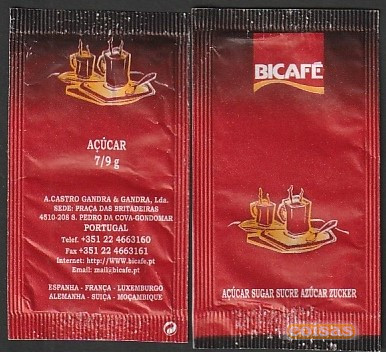 AÇÚCAR
7/9 g
A.CASTRO GANDRA & GANDRA, Lda.
SEDE: PRAÇA DAS BRITADEIRAS
4510-208 S. PEDRO DA COVA-GONDOMAR
PORTUGAL
Telef. +351 22 4663160
Fax +351 22 4663161
Internet: http://www.bicafe.pt
Email: mail@bicafe.pt
ESPANHA - FRANÇA - LUXEMBURGO
ALEMANHA - SUIÇA - MOÇAMBIQUE
BICAFÉ
AÇÚCAR SUGAR SUCRE AZÚCAR ZUCKER
coisas